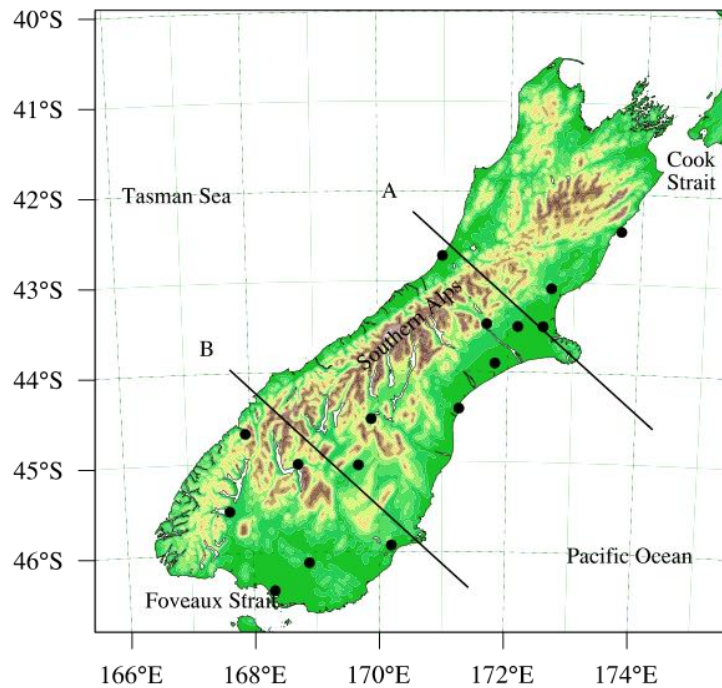 40°S
41°S
42°S
43°S
44°S
45°S
46°S
Tasman Sea
Cook
Strait
A
Southern Alps
B
Pacific Ocean
Foveaux Strait
166°E
168°E
170°E
172°E
174°E